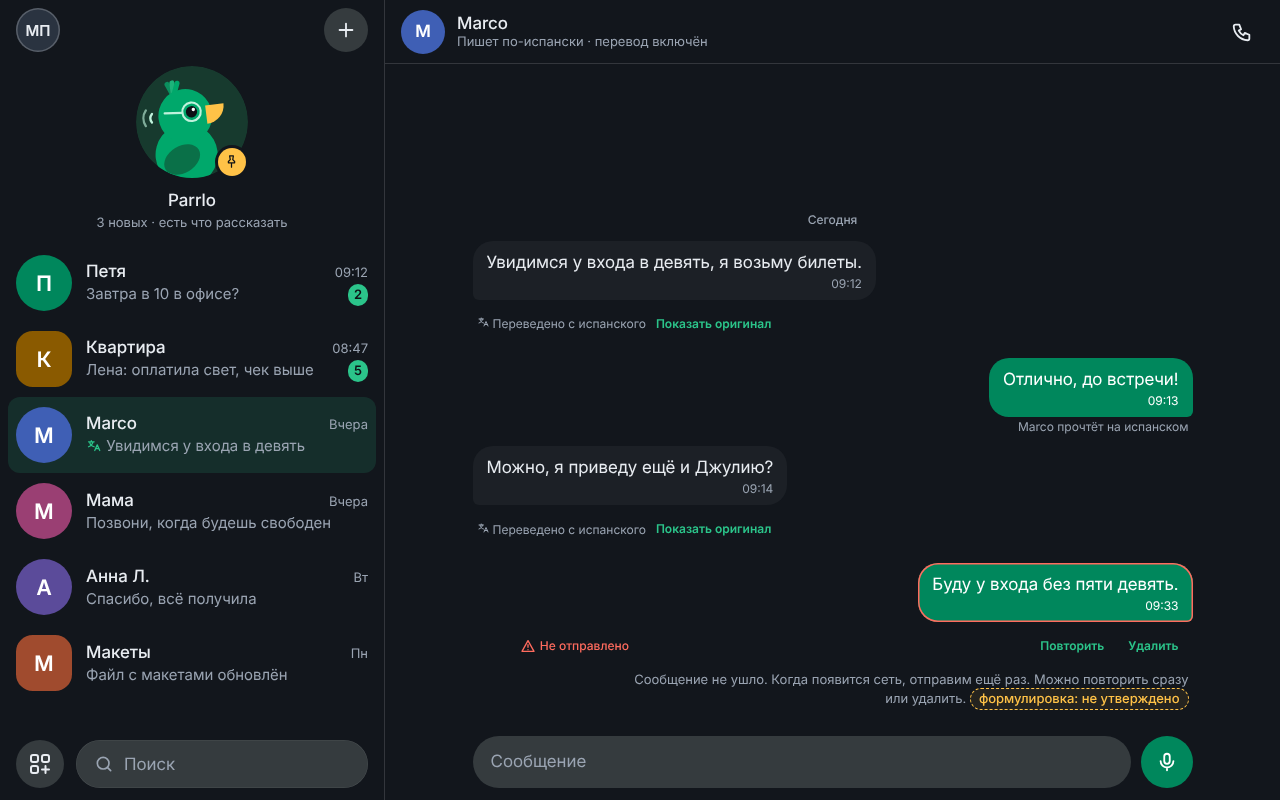 МП
Parrlo
3 новых · есть что рассказать
П
Петя
09:12
Завтра в 10 в офисе?
2
К
Квартира
08:47
Лена: оплатила свет, чек выше
5
М
Marco
Вчера
Увидимся у входа в девять
М
Мама
Вчера
Позвони, когда будешь свободен
А
Анна Л.
Вт
Спасибо, всё получила
М
Макеты
Пн
Файл с макетами обновлён
Поиск
M
Marco
Пишет по-испански · перевод включён
Сегодня
Увидимся у входа в девять, я возьму билеты.
09:12
Переведено с испанского Показать оригинал
Отлично, до встречи!
09:13
Marco прочтёт на испанском
Можно, я приведу ещё и Джулию?
09:14
Переведено с испанского Показать оригинал
Буду у входа без пяти девять.
09:33
Не отправлено
Повторить Удалить
Сообщение не ушло. Когда появится сеть, отправим ещё раз. Можно повторить сразу
или удалить. формулировка: не утверждено
Сообщение